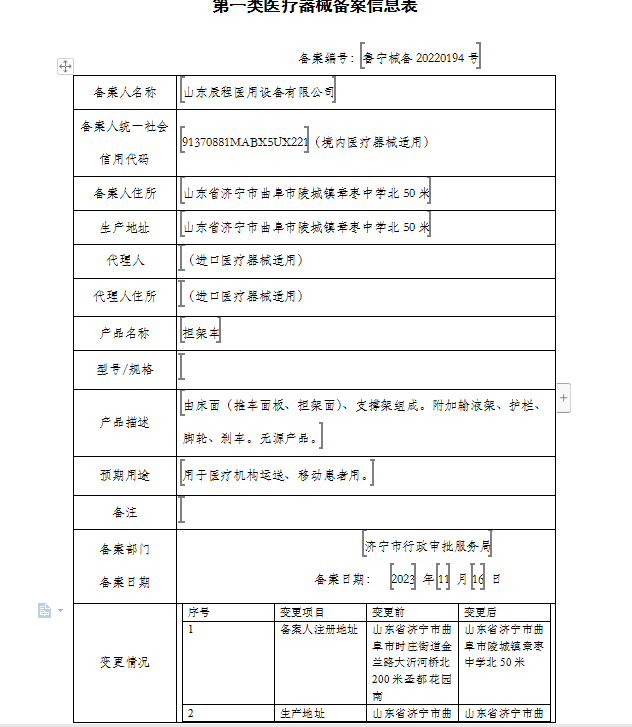 第一类医疗器械备案信息表
备案编号：鲁宁械备 20220194 号
备案人名称
山东辰程医用设备有限公司
备案人统一社会
信用代码
91370881MABX5UX221（境内医疗器械适用）
备案人住所
山东省济宁市曲阜市陵城镇章枣中学北 50 米
生产地址
山东省济宁市曲阜市陵城镇章枣中学北 50 米
代理人
（进口医疗器械适用）
代理人住所
（进口医疗器械适用）
产品名称
担架车
型号/规格
产品描述
由床面（推车面板、担架面）、支撑架组成。附加输液架、护栏、
脚轮、刹车。无源产品。
预期用途
用于医疗机构运送、移动患者用。
备注
备案部门
备案日期
济宁市行政审批服务局
备案日期： 2023 年 11 月 16 日
变更情况
序号 变更项目 变更前 变更后
1 备案人注册地址 山东省济宁市曲 山东省济宁市曲
阜市时庄街道金 阜市陵城镇章枣
兰路大沂河桥北 中学北 50 米
200 米圣都花园
南
2 生产地址 山东省济宁市曲 山东省济宁市曲